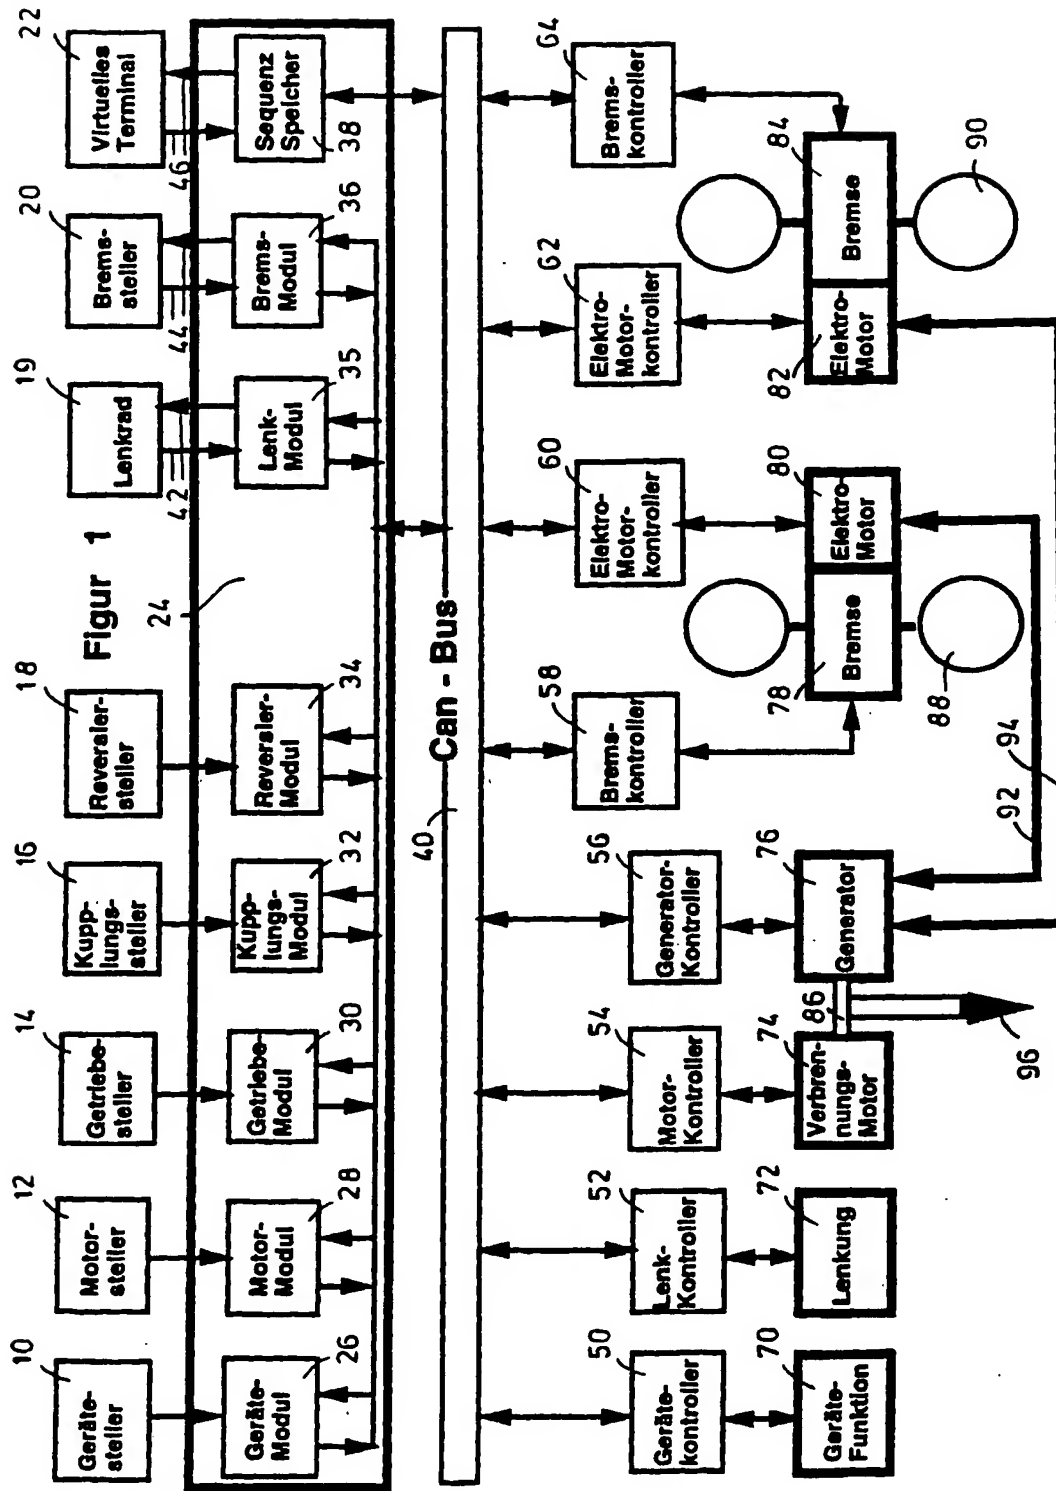 Figur 1
10
Geräte-
steller
12
Motor-
steller
14
Getriebe-
steller
16
Kupp-
lungs-
steller
18
Reversier-
steller
19
Lenkrad
20
Brems-
steller
22
Virtuelles
Terminal
24
42
44
46
26
Geräte-
Modul
28
Motor-
Modul
30
Getriebe-
Modul
32
Kupp-
lungs-
Modul
34
Reversier-
Modul
35
Lenk-
Modul
36
Brems-
Modul
38
Sequenz
Speicher
40
Can - Bus
50
Geräte-
kontroller
52
Lenk-
Kontroller
54
Motor-
Kontroller
56
Generator-
Kontroller
58
Brems-
kontroller
60
Elektro-
Motor-
kontroller
62
Elektro-
Motor-
kontroller
64
Brems-
kontroller
70
Geräte-
Funktion
72
Lenkung
74
Verbren-
nungs-
Motor
86
76
Generator
78
Bremse
80
Elektro-
Motor
82
Elektro-
Motor
84
Bremse
88
90
92
94
96